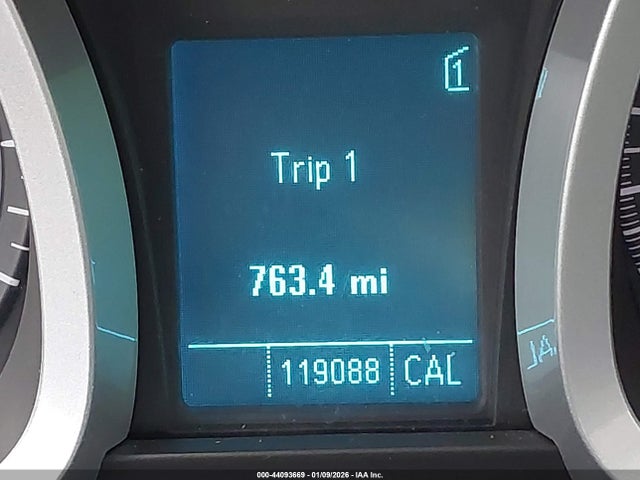 1
Trip 1
763.4 mi
119088 CAL
000-44093669 - 01/09/2026 - IAA Inc.